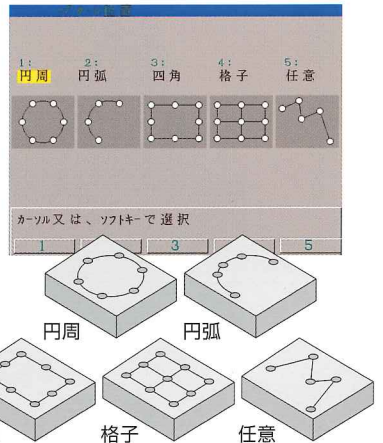 1: 2: 3: 4: 5:
円周 円弧 四角 格子 任意
カーソル又は、ソフトキーで選択
1 3 5
円周 円弧
格子 任意